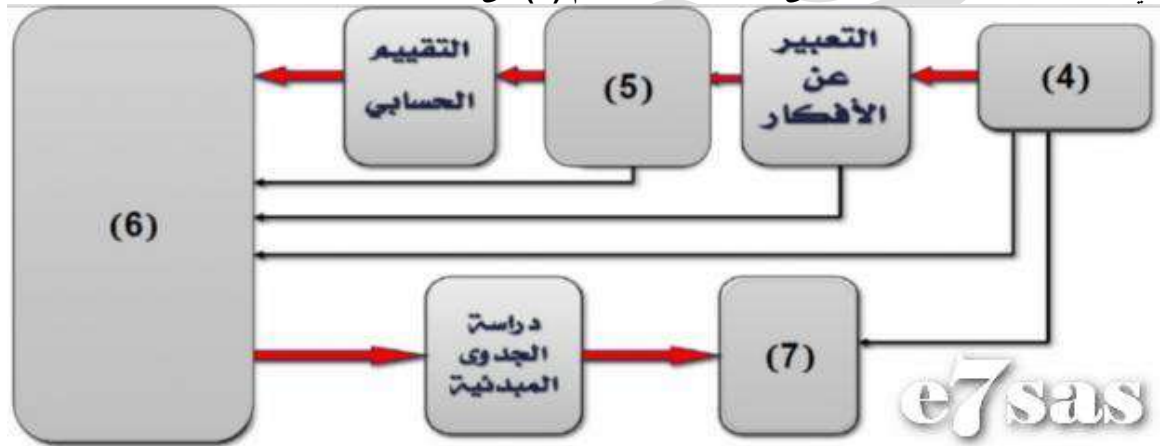 (4)
التعبير
عن
الأفكار
(5)
التقييم
الحسابي
(6)
دراسة
الجدوى
المبدئية
(7)
e7sas